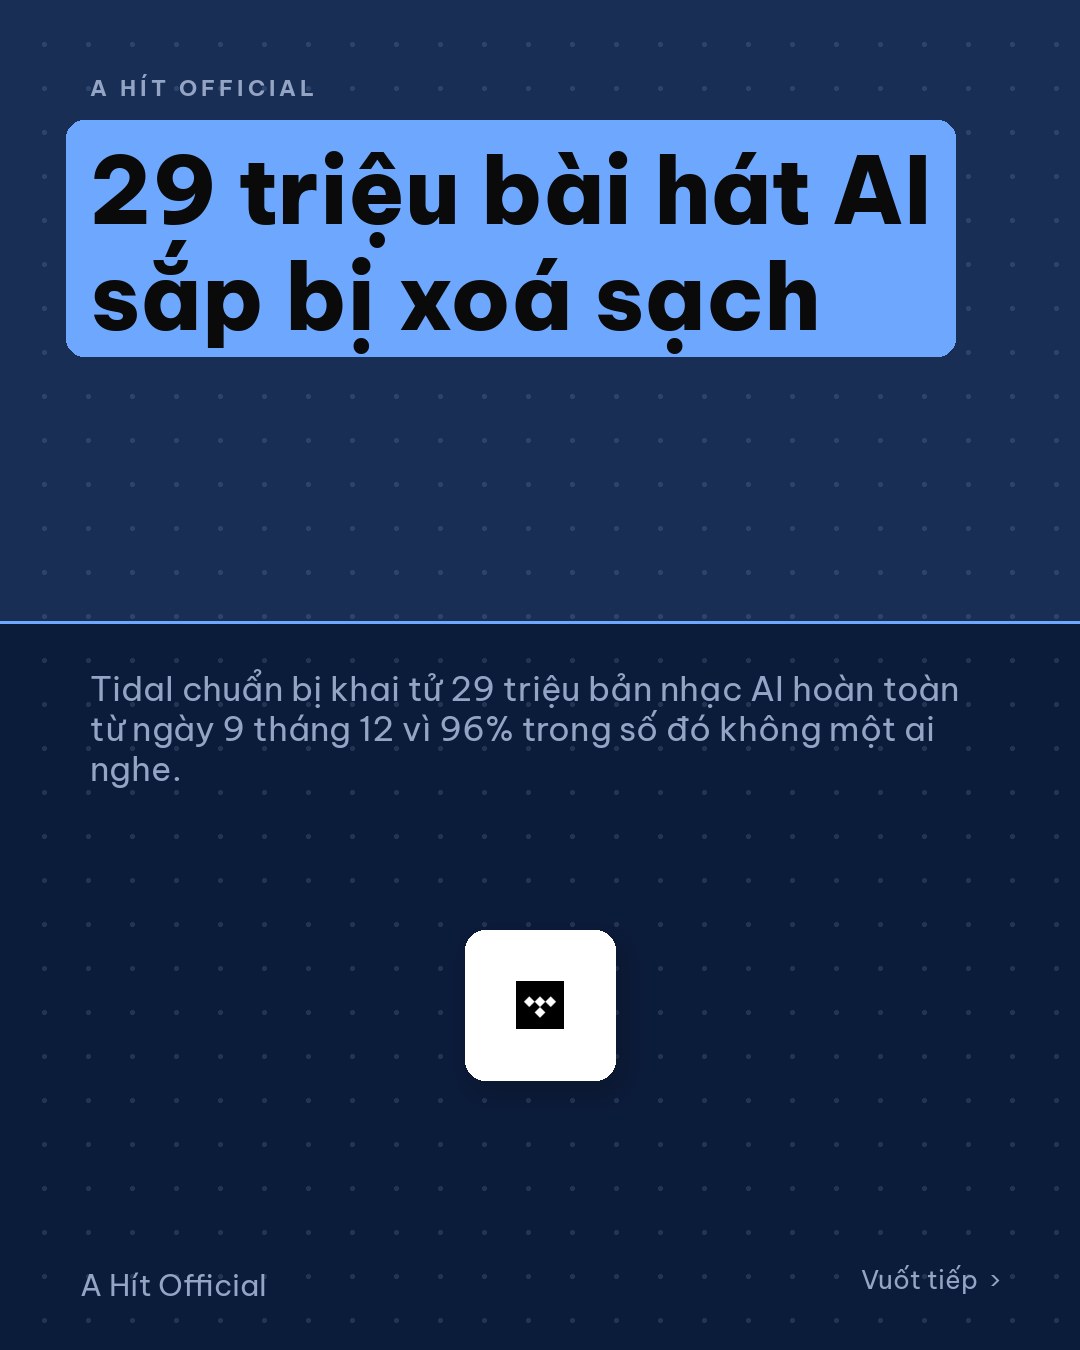 A HÍT OFFICIAL
29 triệu bài hát AI
sắp bị xoá sạch
Tidal chuẩn bị khai tử 29 triệu bản nhạc AI hoàn toàn
từ ngày 9 tháng 12 vì 96% trong số đó không một ai
nghe.
A Hít Official
Vuốt tiếp ›